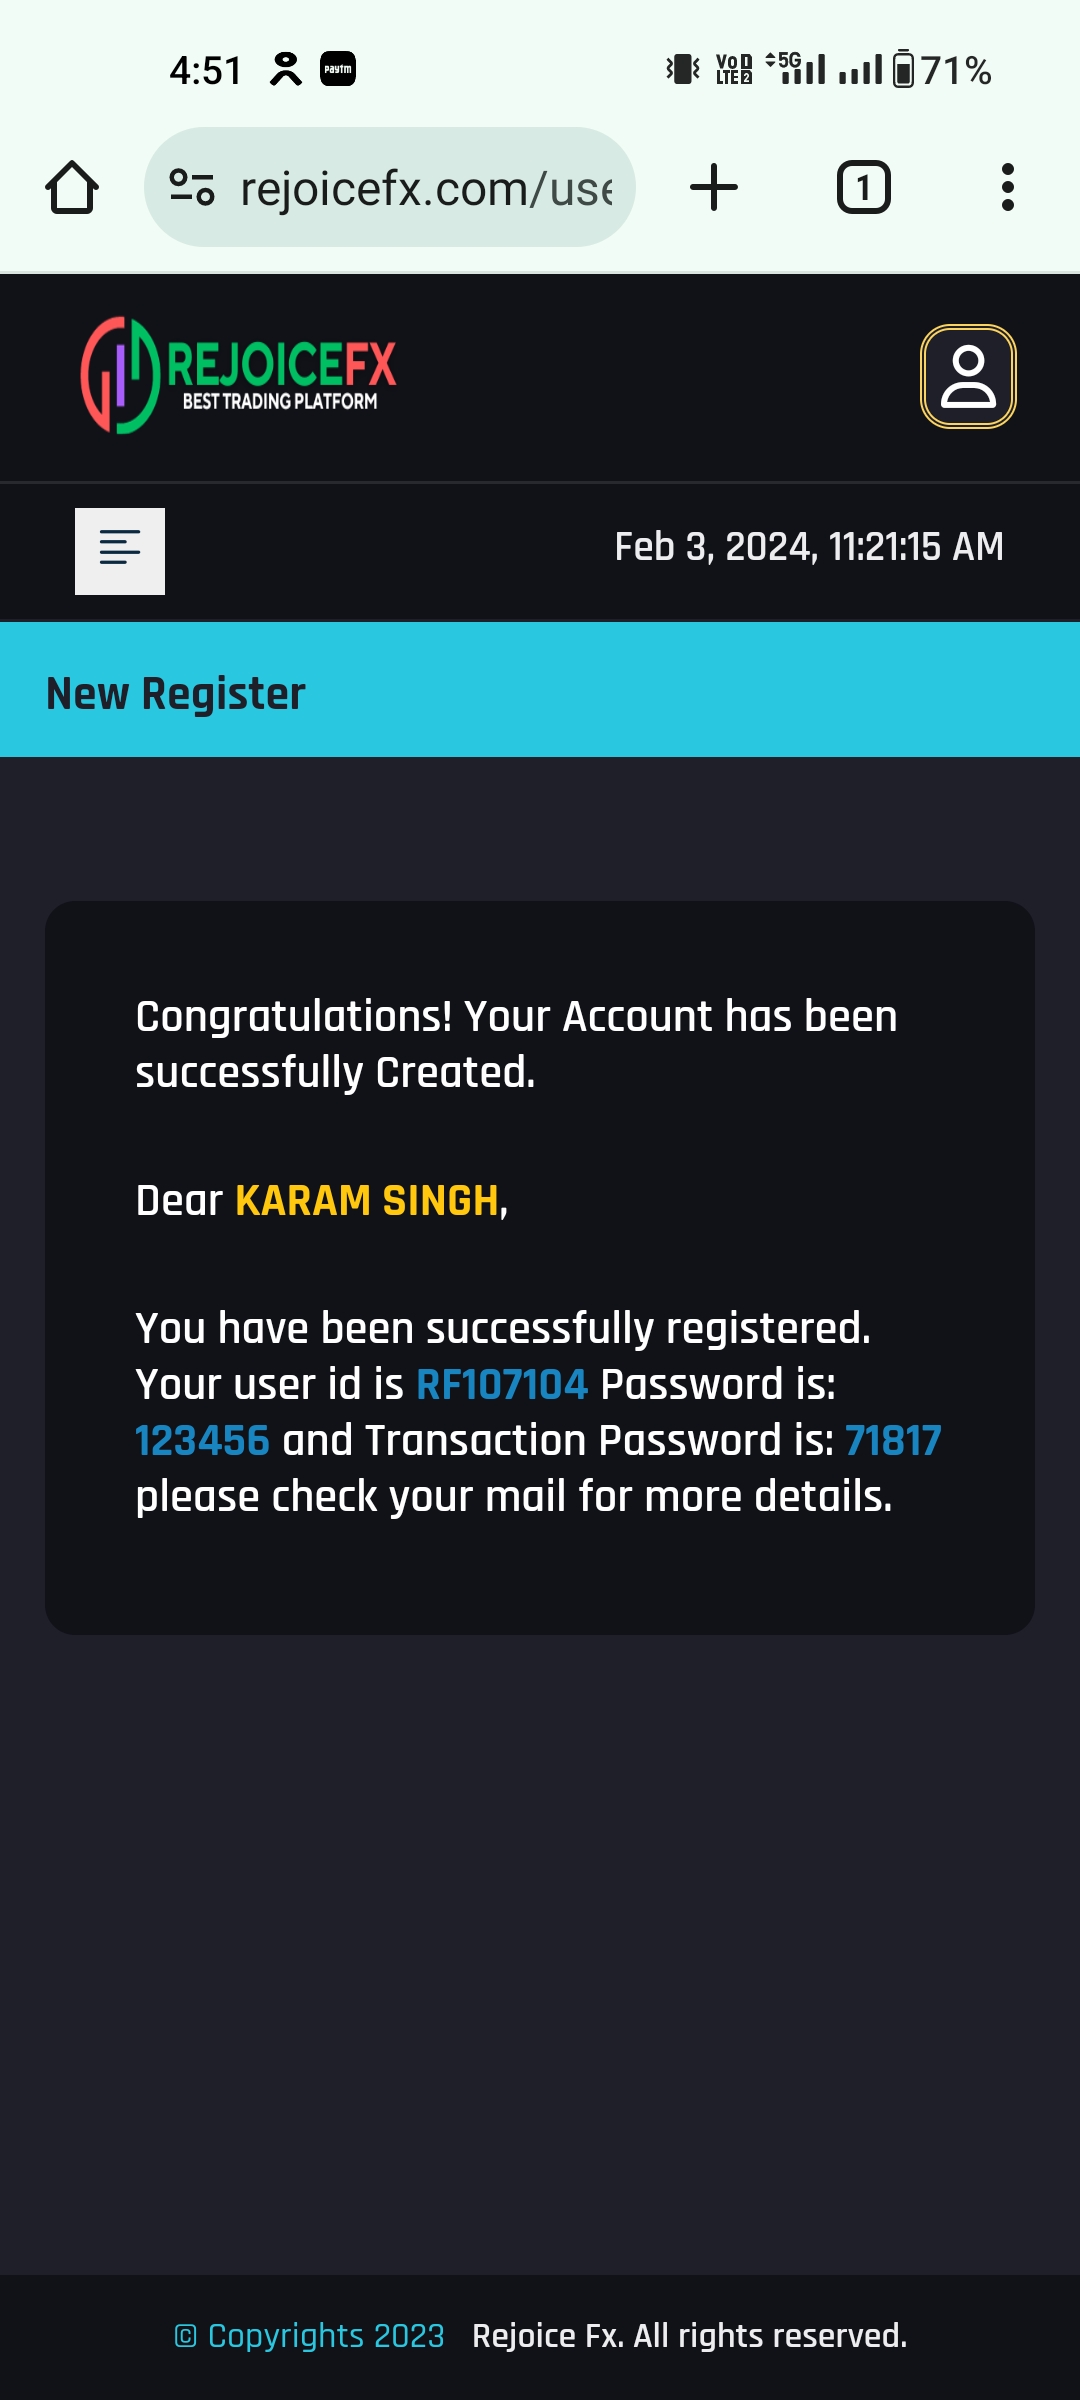 4:51 paytm VoD LTE2 5G 71%
rejoicefx.com/use
1
REJOICEFX
BEST TRADING PLATFORM
Feb 3, 2024, 11:21:15 AM
New Register
Congratulations! Your Account has been
successfully Created.
Dear KARAM SINGH,
You have been successfully registered.
Your user id is RF107104 Password is:
123456 and Transaction Password is: 71817
please check your mail for more details.
© Copyrights 2023 Rejoice Fx. All rights reserved.